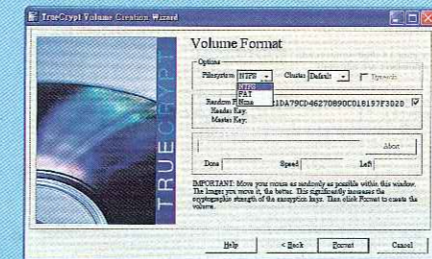 TrueCrypt Volume Creation Wizard
TRUECRYPT
Volume Format
Options
Filesystem NTFS Cluster Default Dynamic
NTFS
FAT
None
Random
Header Key:
Master Key:
Abort
Done Speed Left
IMPORTANT: Move your mouse as randomly as possible within this window.
The longer you move it, the better. This significantly increases the
cryptographic strength of the encryption keys. Then click Format to create the
volume.
Help < Back Format Cancel